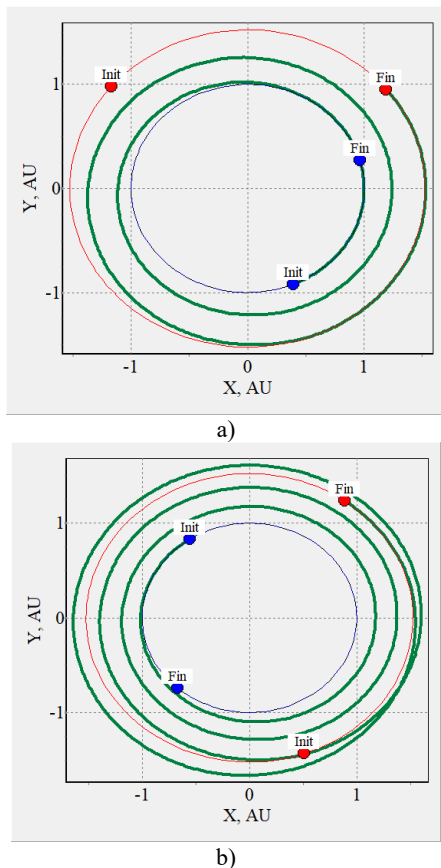 Init
Fin
1
Fin
Y, AU
0
Init
-1
-1
0
1
X, AU
a)
Fin
Init
1
Y, AU
0
Fin
Init
-1
-1
0
1
X, AU
b)